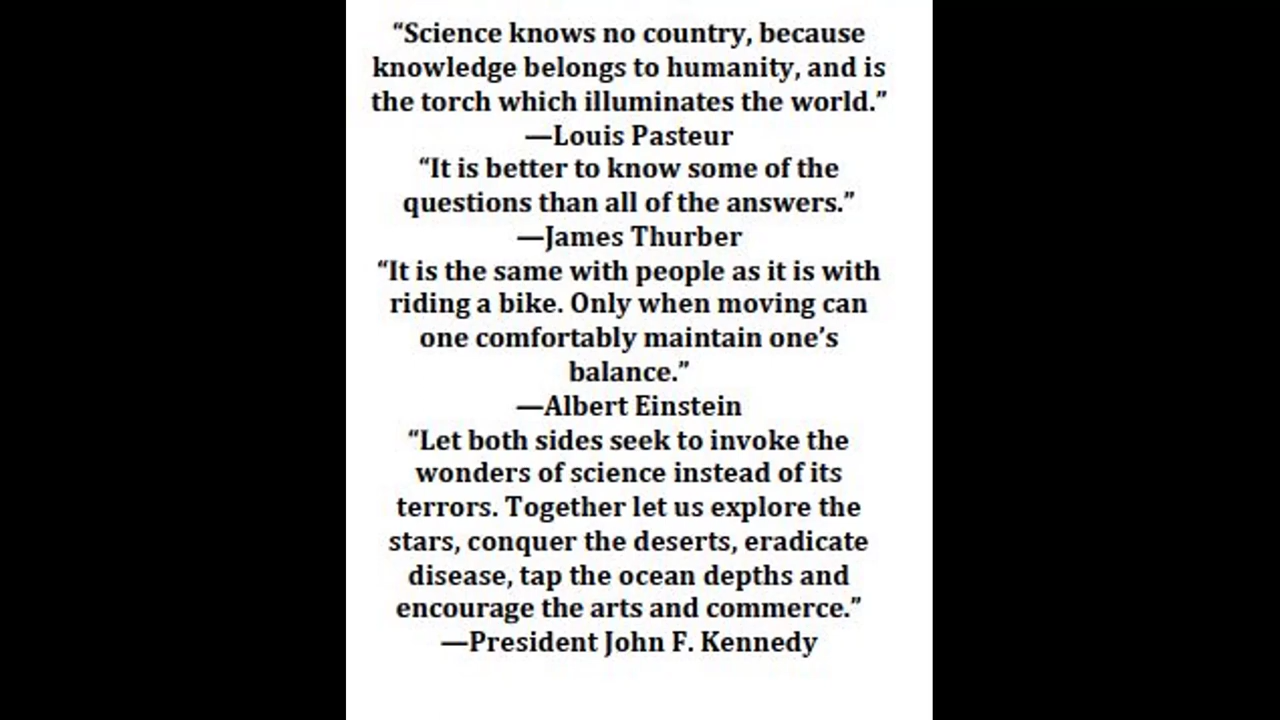 “Science knows no country, because
knowledge belongs to humanity, and is
the torch which illuminates the world.”
—Louis Pasteur
“It is better to know some of the
questions than all of the answers.”
—James Thurber
“It is the same with people as it is with
riding a bike. Only when moving can
one comfortably maintain one’s
balance.”
—Albert Einstein
“Let both sides seek to invoke the
wonders of science instead of its
terrors. Together let us explore the
stars, conquer the deserts, eradicate
disease, tap the ocean depths and
encourage the arts and commerce.”
—President John F. Kennedy